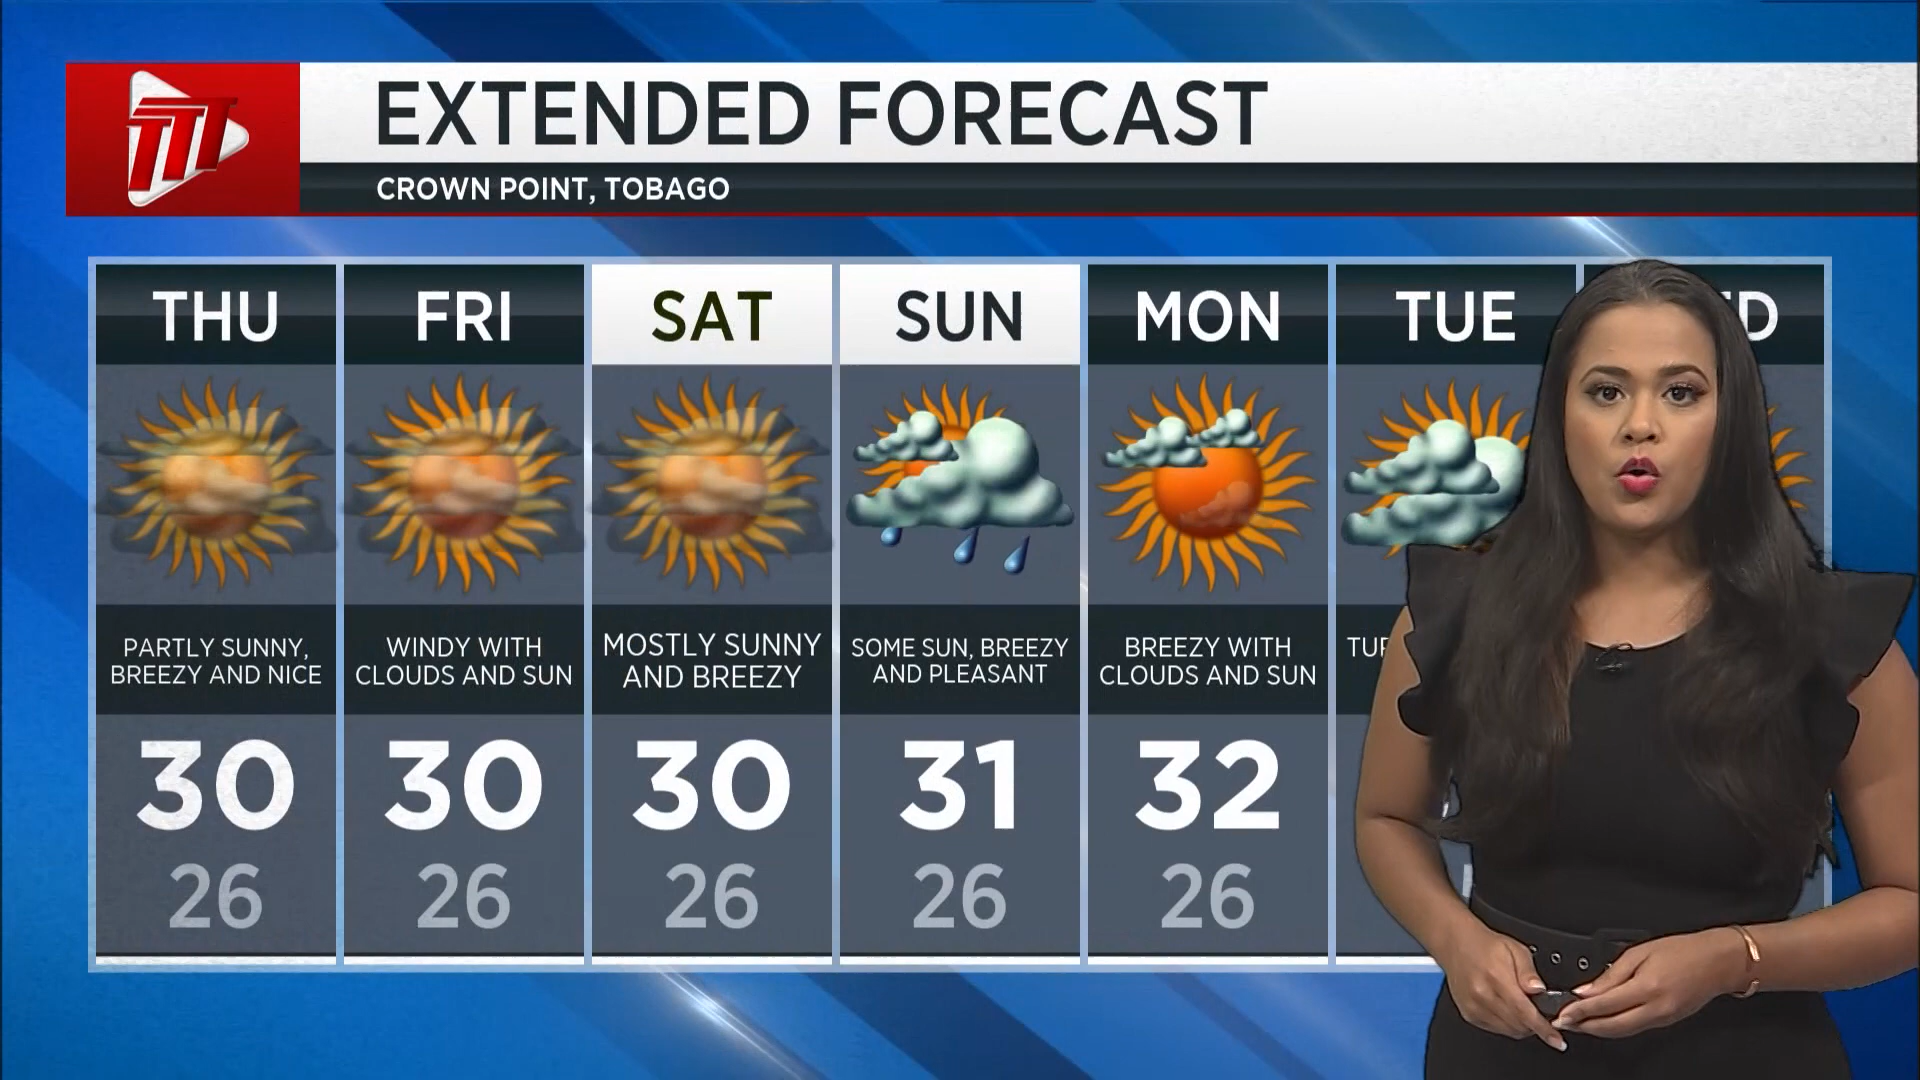 TTT
EXTENDED FORECAST
CROWN POINT, TOBAGO
THU
FRI
SAT
SUN
MON
TUE
PARTLY SUNNY,
BREEZY AND NICE
WINDY WITH
CLOUDS AND SUN
MOSTLY SUNNY
AND BREEZY
SOME SUN, BREEZY
AND PLEASANT
BREEZY WITH
CLOUDS AND SUN
30
30
30
31
32
26
26
26
26
26